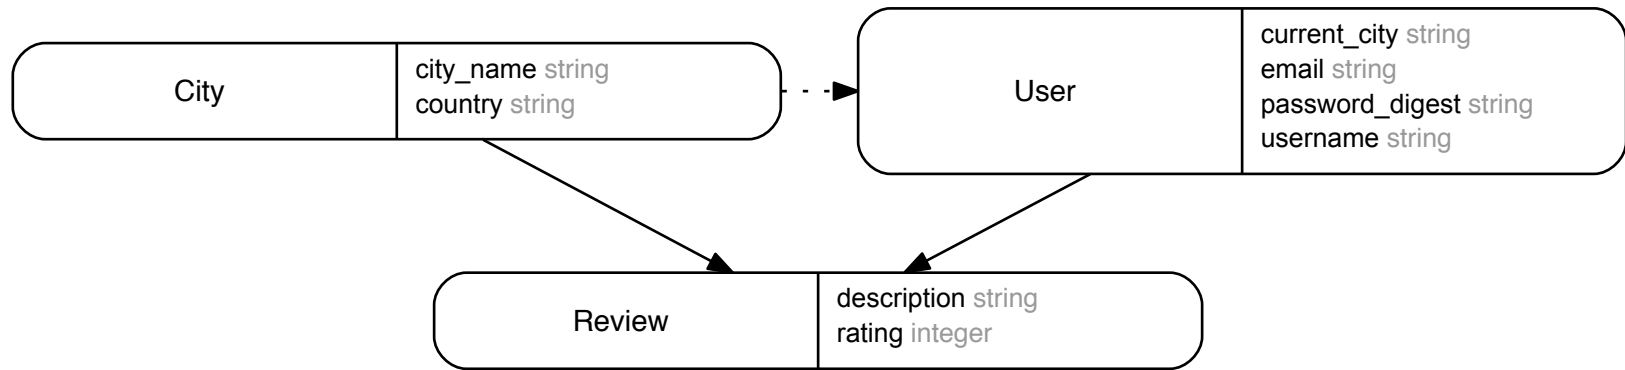 City
city_name string
country string
User
current_city string
email string
password_digest string
username string
Review
description string
rating integer